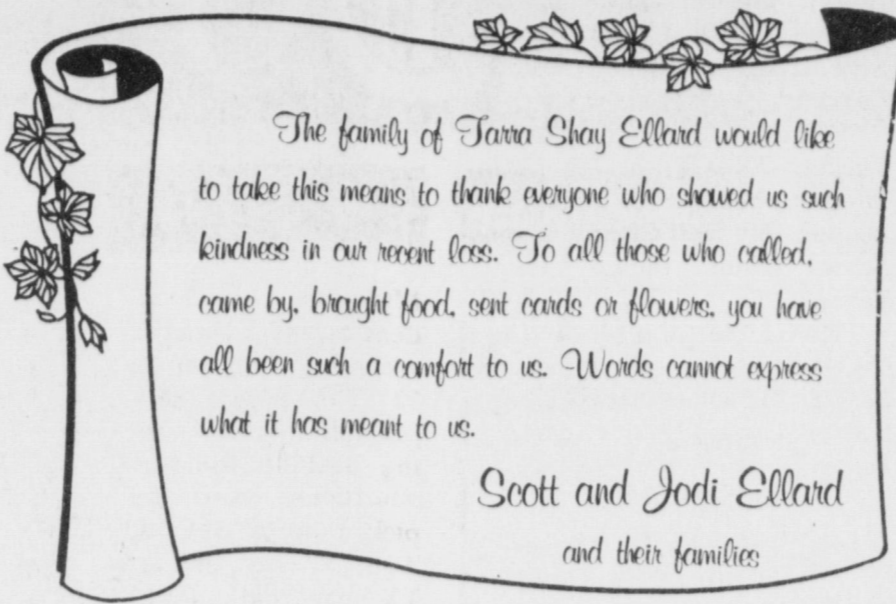 The family of Tarra Shay Ellard would like
to take this means to thank everyone who showed us such
kindness in our recent loss. To all those who called,
came by, brought food, sent cards or flowers, you have
all been such a comfort to us. Words cannot express
what it has meant to us.
Scott and Jodi Ellard
and their families